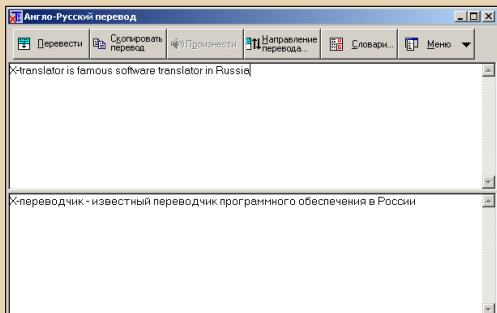 Англо-Русский перевод
Перевести
Скопировать
перевод
Произнести
Направление
перевода...
Словари...
Меню
X-translator is famous software translator in Russia
X-переводчик - известный переводчик программного обеспечения в России